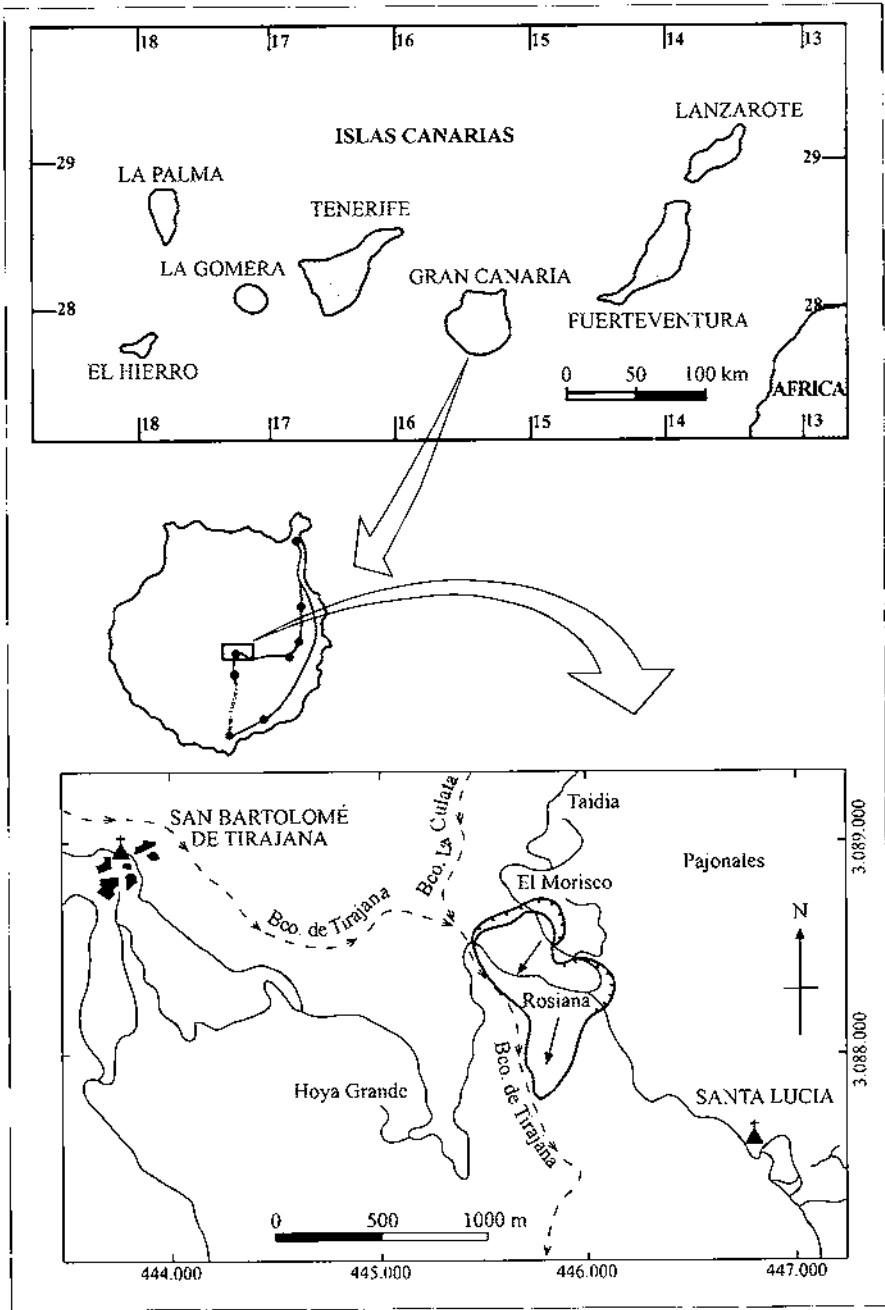 18 17 16 15 14 13
LANZAROTE
ISLAS CANARIAS
29 29
LA PALMA
TENERIFE
LA GOMERA
GRAN CANARIA
28 28
FUERTEVENTURA
EL HIERRO
0 50 100 km
AFRICA
18 17 16 15 14 13
SAN BARTOLOMÉ
DE TIRAJANA
Bco. La Culata
Taidia
Pajonales
3.089.000
El Morisco
Bco. de Tirajana
N
Rosiana
3.088.000
Hoya Grande
Bco. de Tirajana
SANTA LUCIA
0 500 1000 m
444.000 445.000 446.000 447.000